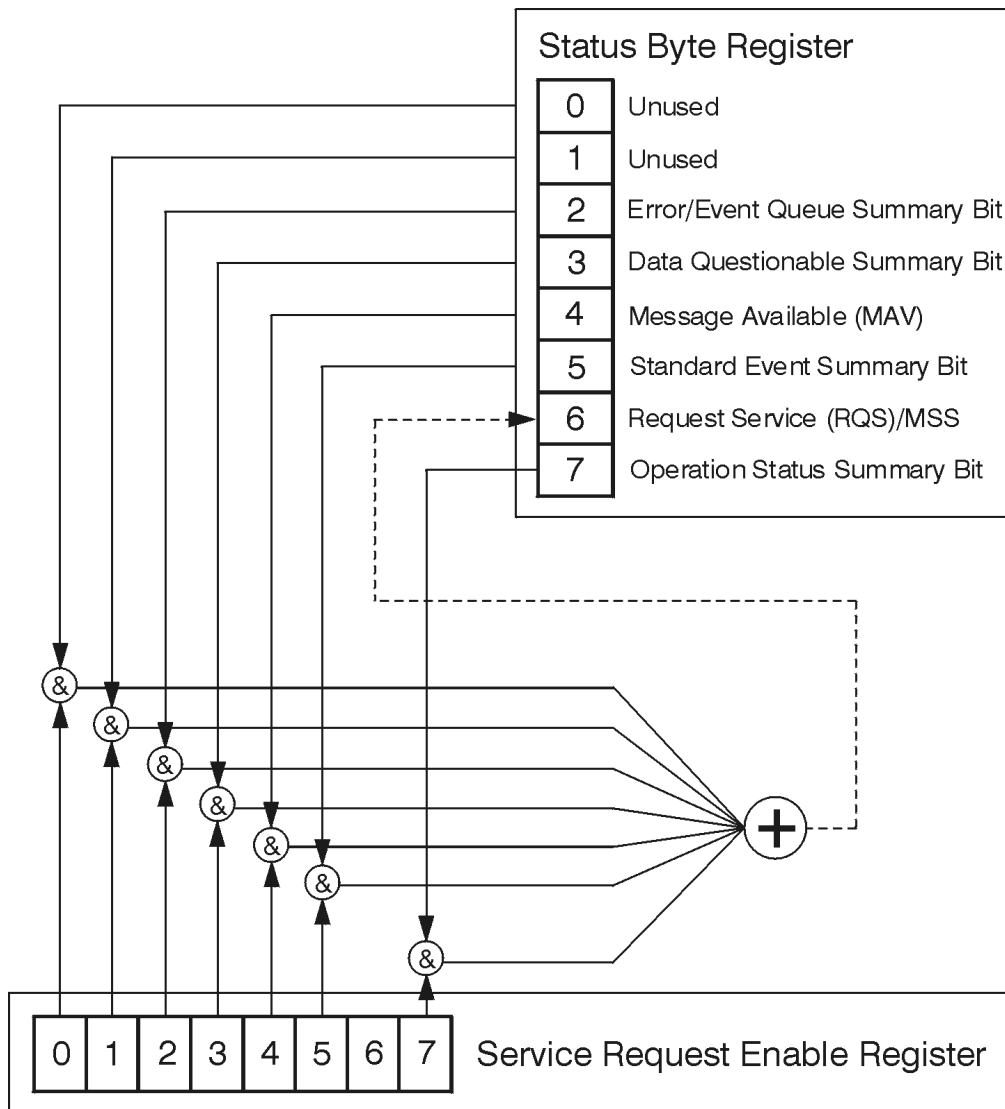 Status Byte Register
0 Unused
1 Unused
2 Error/Event Queue Summary Bit
3 Data Questionable Summary Bit
4 Message Available (MAV)
5 Standard Event Summary Bit
6 Request Service (RQS)/MSS
7 Operation Status Summary Bit
&
&
&
&
&
&
+
&
0 1 2 3 4 5 6 7 Service Request Enable Register